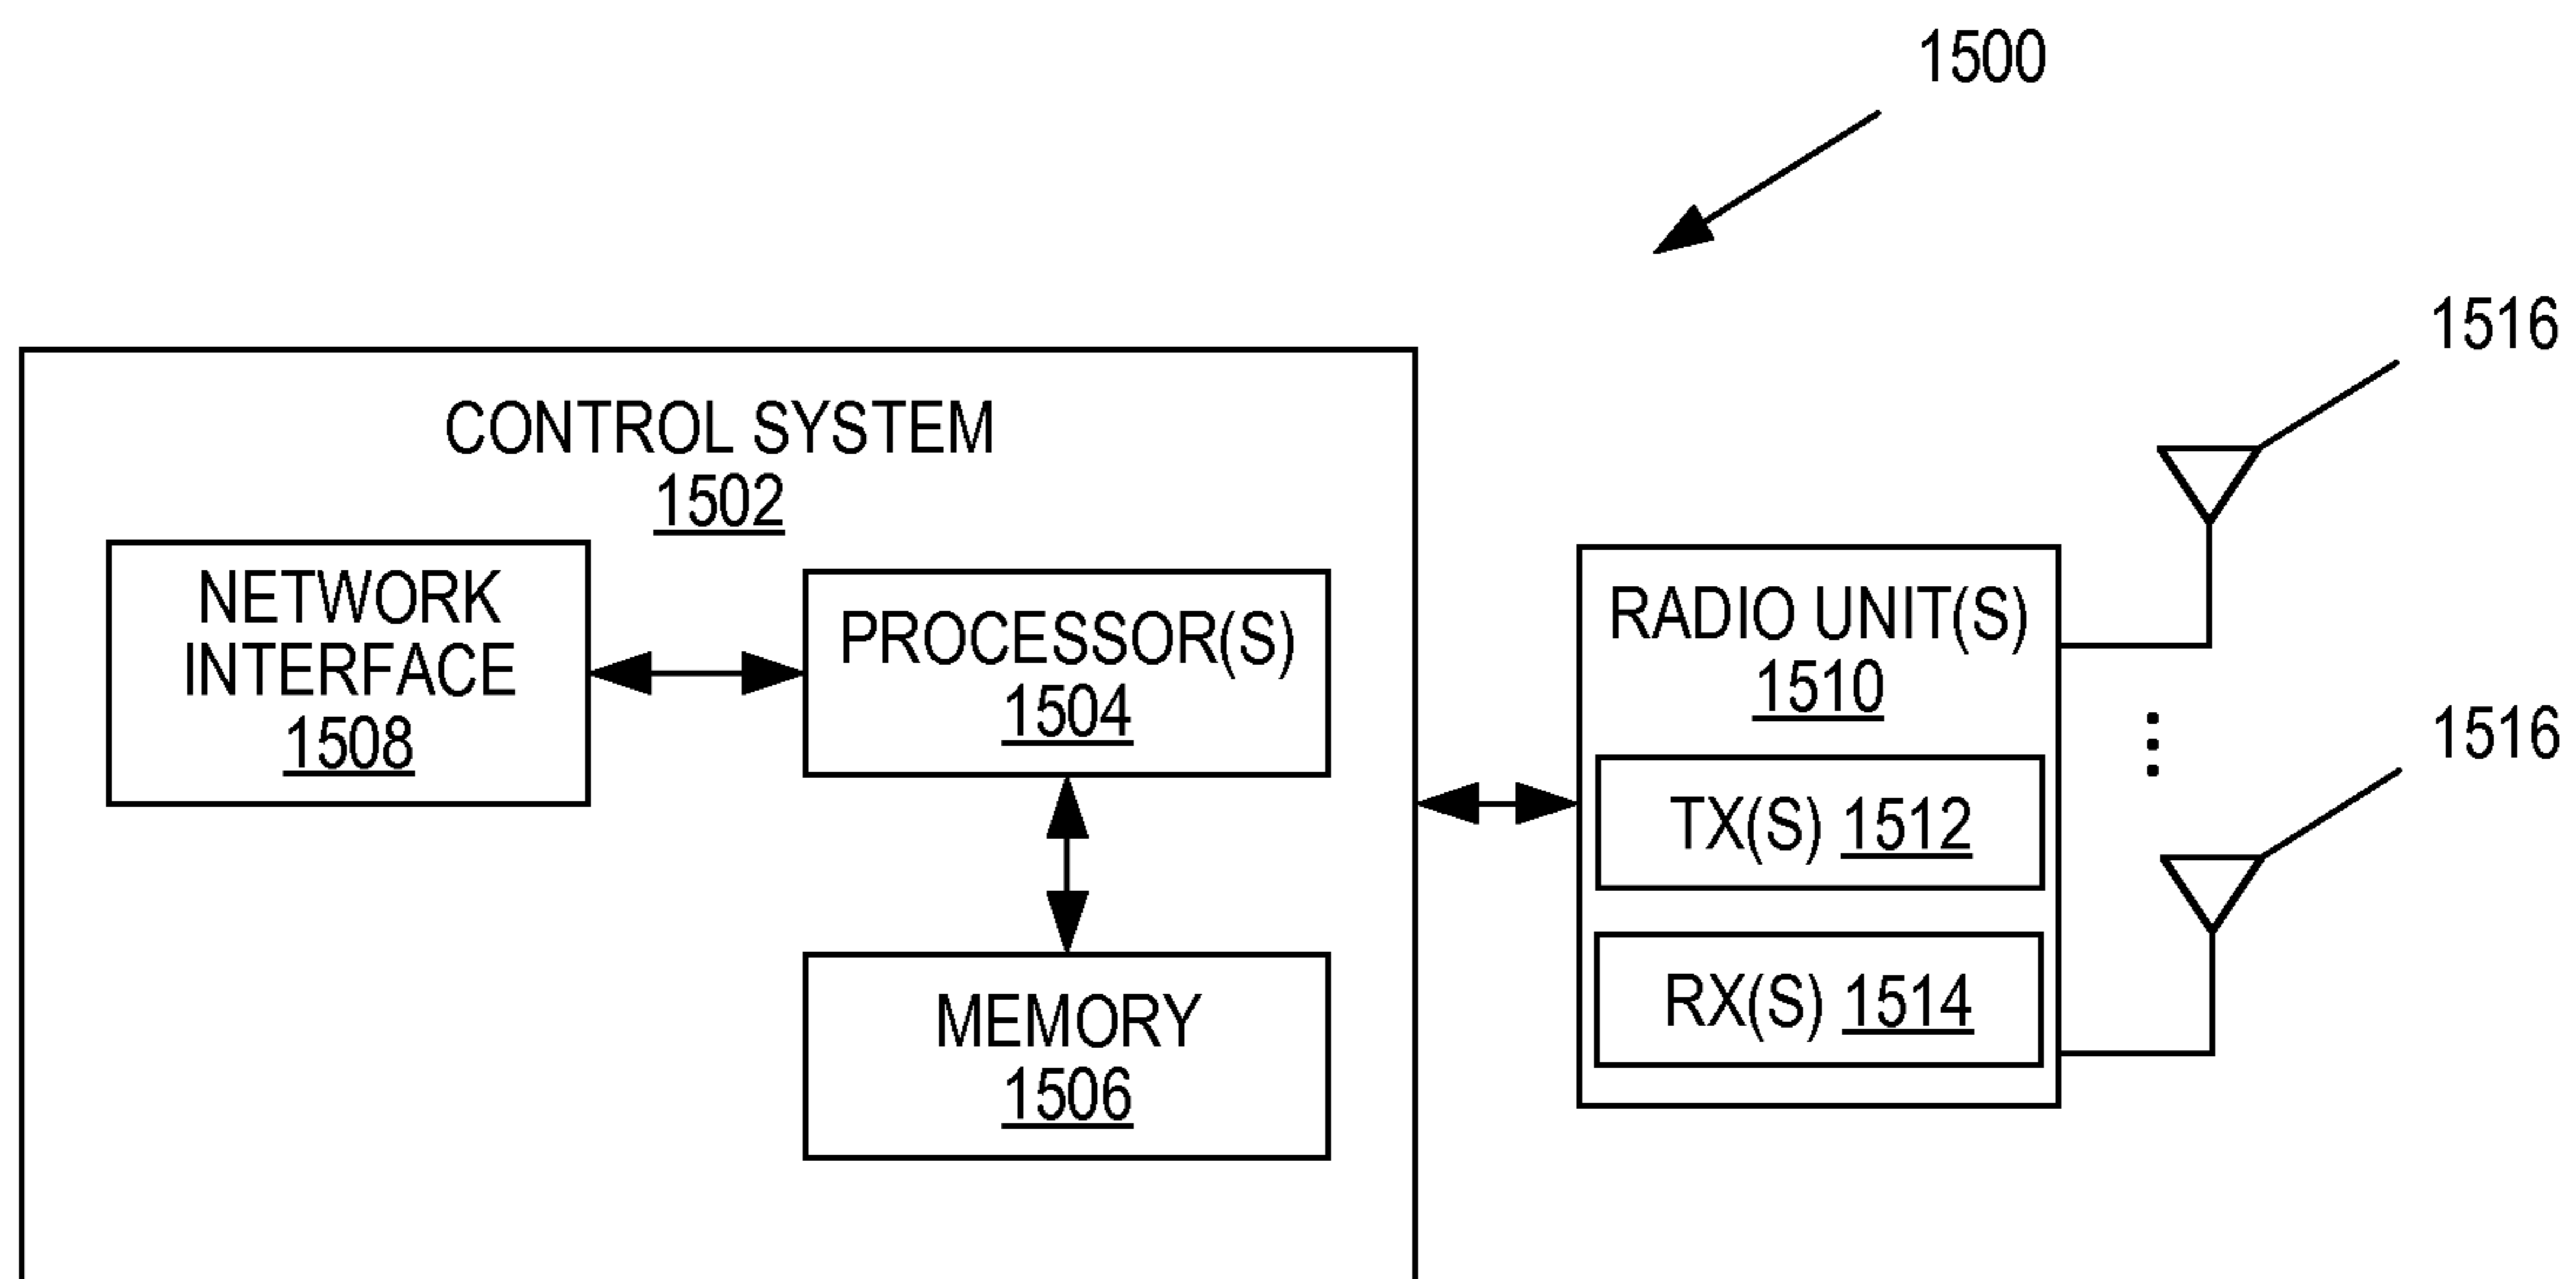 1500
1516
CONTROL SYSTEM
1502
NETWORK
INTERFACE
1508
PROCESSOR(S)
1504
MEMORY
1506
RADIO UNIT(S)
1510
TX(S) 1512
RX(S) 1514
1516